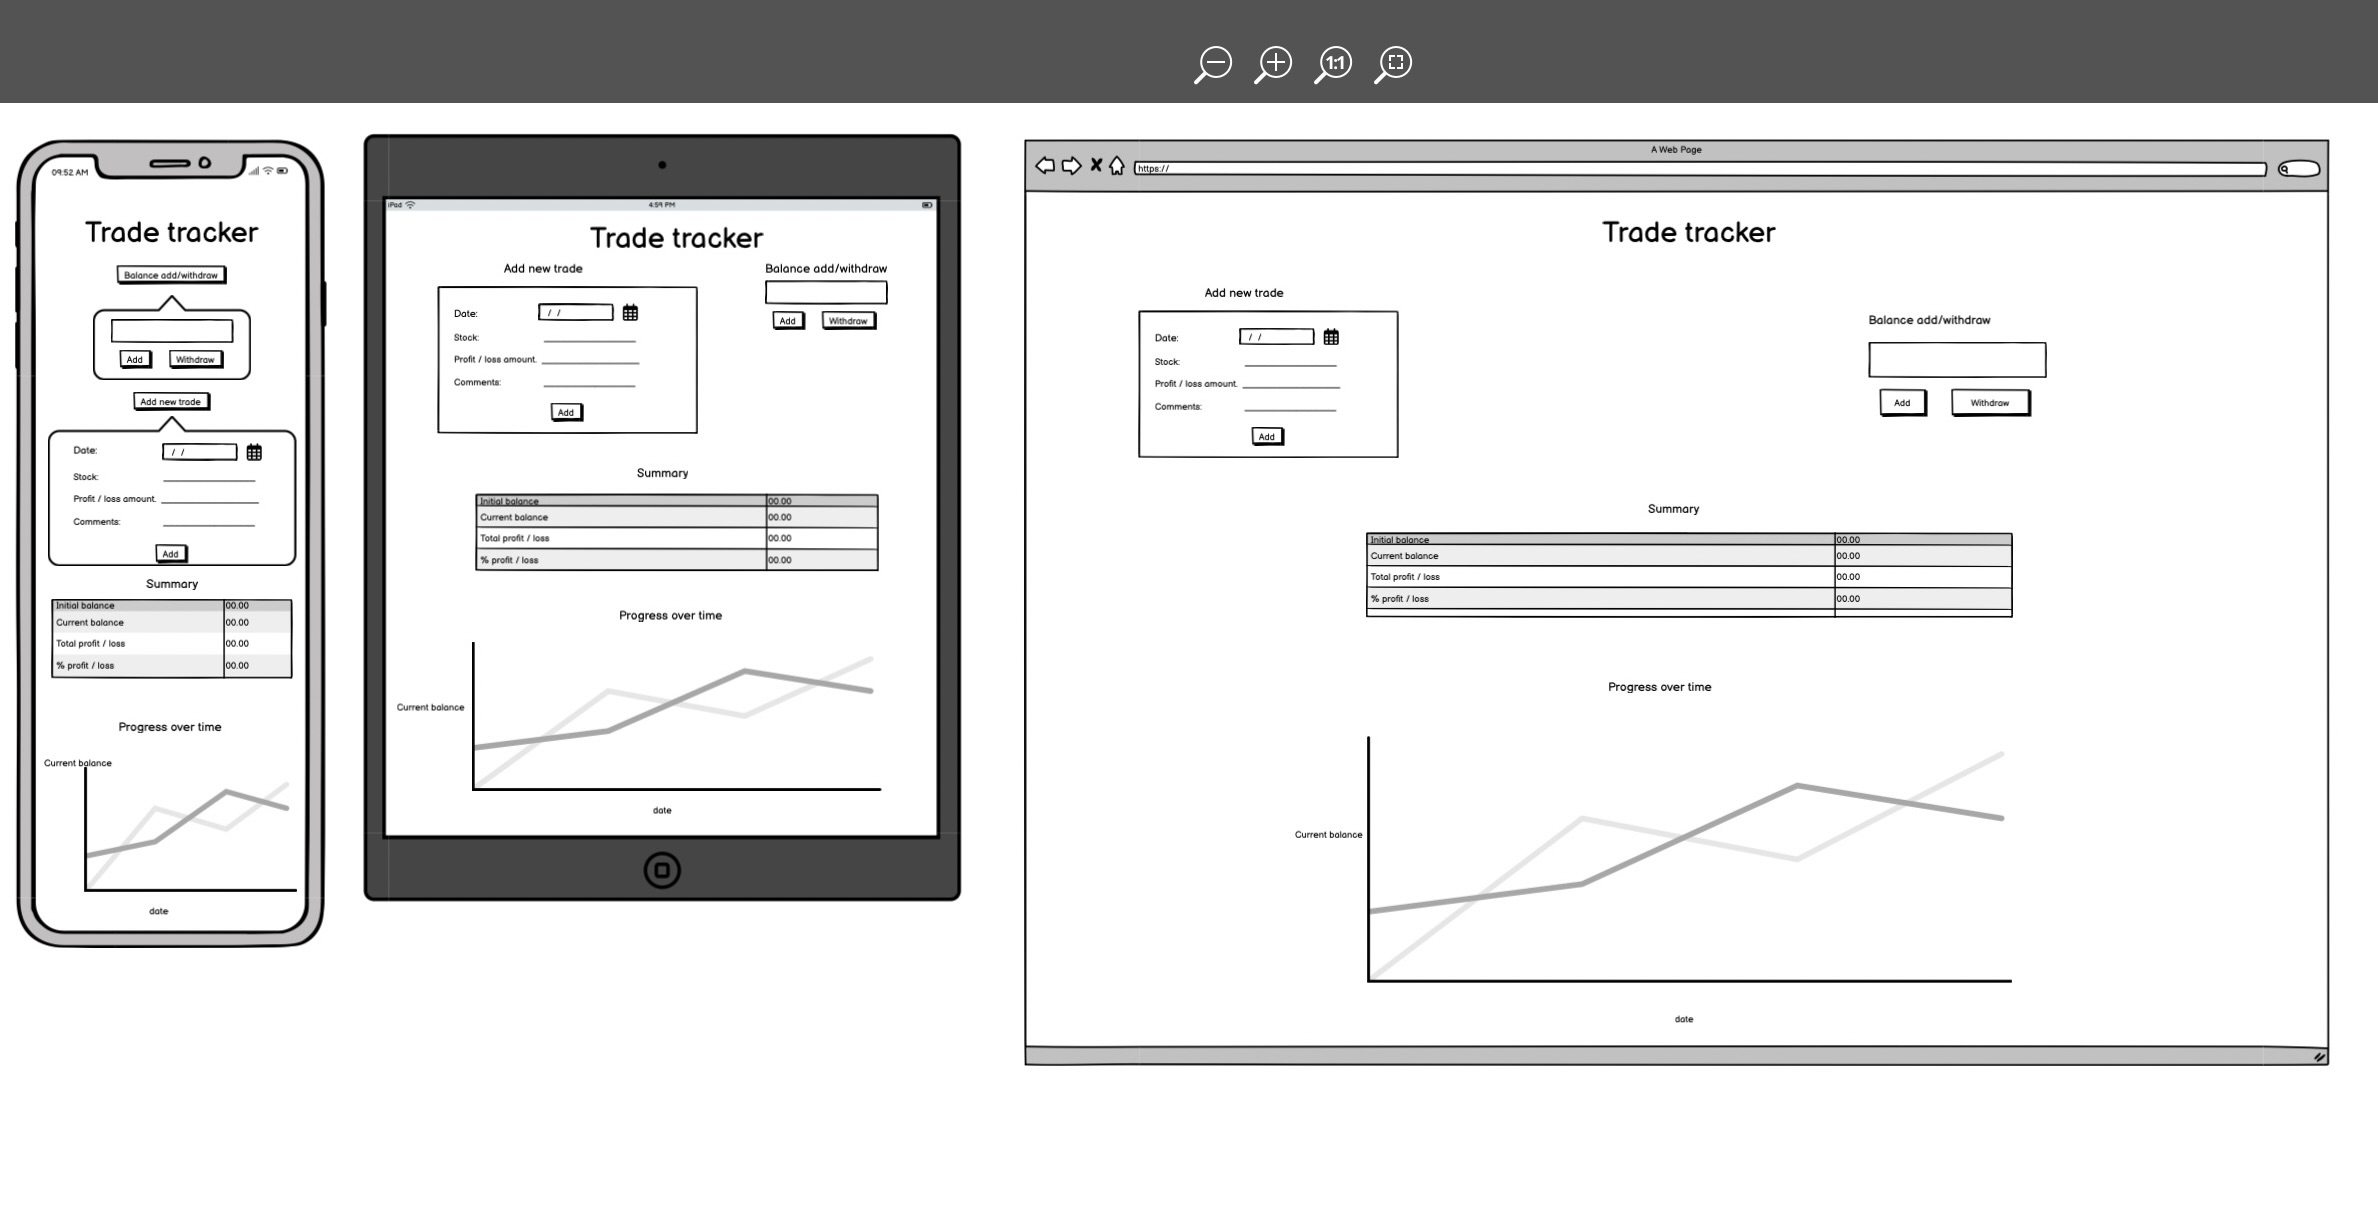 1:1
09:52 AM
Trade tracker
Balance add/withdraw
Add
Withdraw
Add new trade
Date:
/ /
Stock:
Profit / loss amount.
Comments:
Add
Summary
Initial balance 00.00
Current balance 00.00
Total profit / loss 00.00
% profit / loss 00.00
Progress over time
Current balance
date
iPad
4:59 PM
Trade tracker
Add new trade
Date:
/ /
Stock:
Profit / loss amount.
Comments:
Add
Balance add/withdraw
Add
Withdraw
Summary
Initial balance 00.00
Current balance 00.00
Total profit / loss 00.00
% profit / loss 00.00
Progress over time
Current balance
date
A Web Page
https://
Trade tracker
Add new trade
Date:
/ /
Stock:
Profit / loss amount.
Comments:
Add
Balance add/withdraw
Add
Withdraw
Summary
Initial balance 00.00
Current balance 00.00
Total profit / loss 00.00
% profit / loss 00.00
Progress over time
Current balance
date